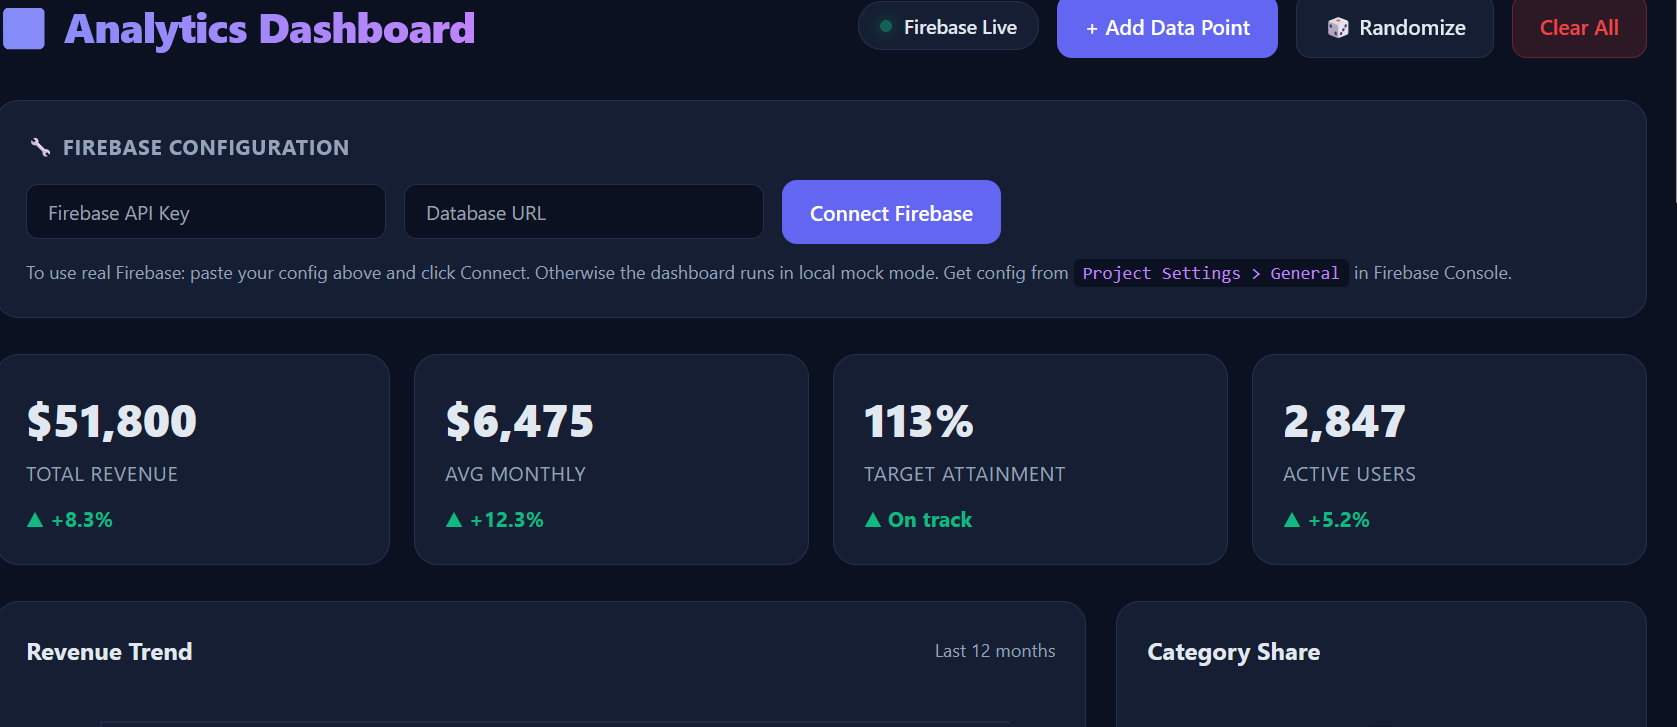 Analytics Dashboard
Firebase Live
+ Add Data Point
Randomize
Clear All
FIREBASE CONFIGURATION
Firebase API Key
Database URL
Connect Firebase
To use real Firebase: paste your config above and click Connect. Otherwise the dashboard runs in local mock mode. Get config from Project Settings > General in Firebase Console.
$51,800
TOTAL REVENUE
▲ +8.3%
$6,475
AVG MONTHLY
▲ +12.3%
113%
TARGET ATTAINMENT
▲ On track
2,847
ACTIVE USERS
▲ +5.2%
Revenue Trend
Last 12 months
Category Share